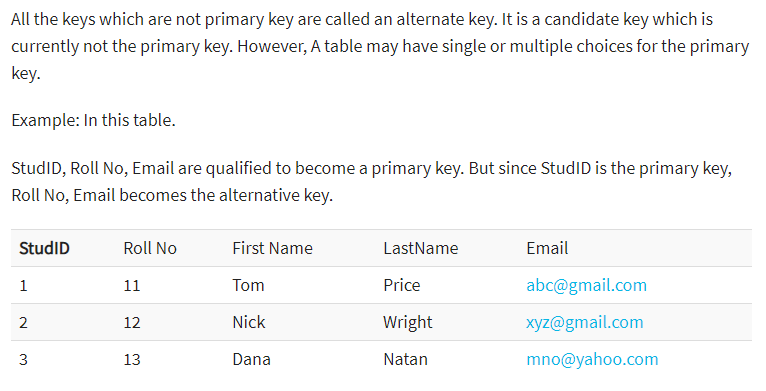 All the keys which are not primary key are called an alternate key. It is a candidate key which is
currently not the primary key. However, A table may have single or multiple choices for the primary
key.
Example: In this table.
StudID, Roll No, Email are qualified to become a primary key. But since StudID is the primary key,
Roll No, Email becomes the alternative key.
StudID Roll No First Name LastName Email
1 11 Tom Price abc@gmail.com
2 12 Nick Wright xyz@gmail.com
3 13 Dana Natan mno@yahoo.com